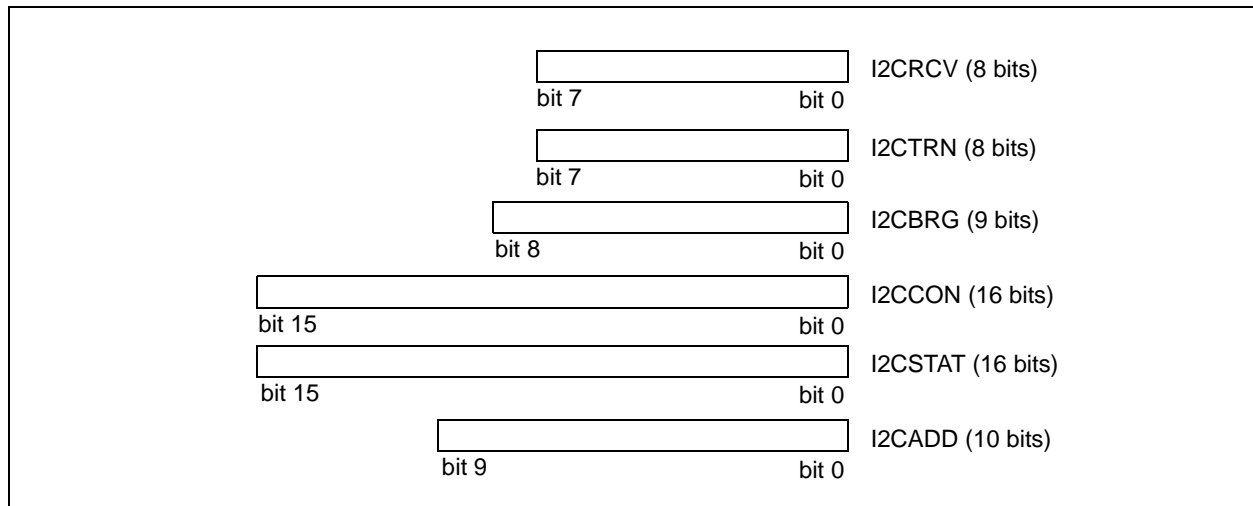 I2CRCV (8 bits)
bit 7 bit 0
I2CTRN (8 bits)
bit 7 bit 0
I2CBRG (9 bits)
bit 8 bit 0
I2CCON (16 bits)
bit 15 bit 0
I2CSTAT (16 bits)
bit 15 bit 0
I2CADD (10 bits)
bit 9 bit 0